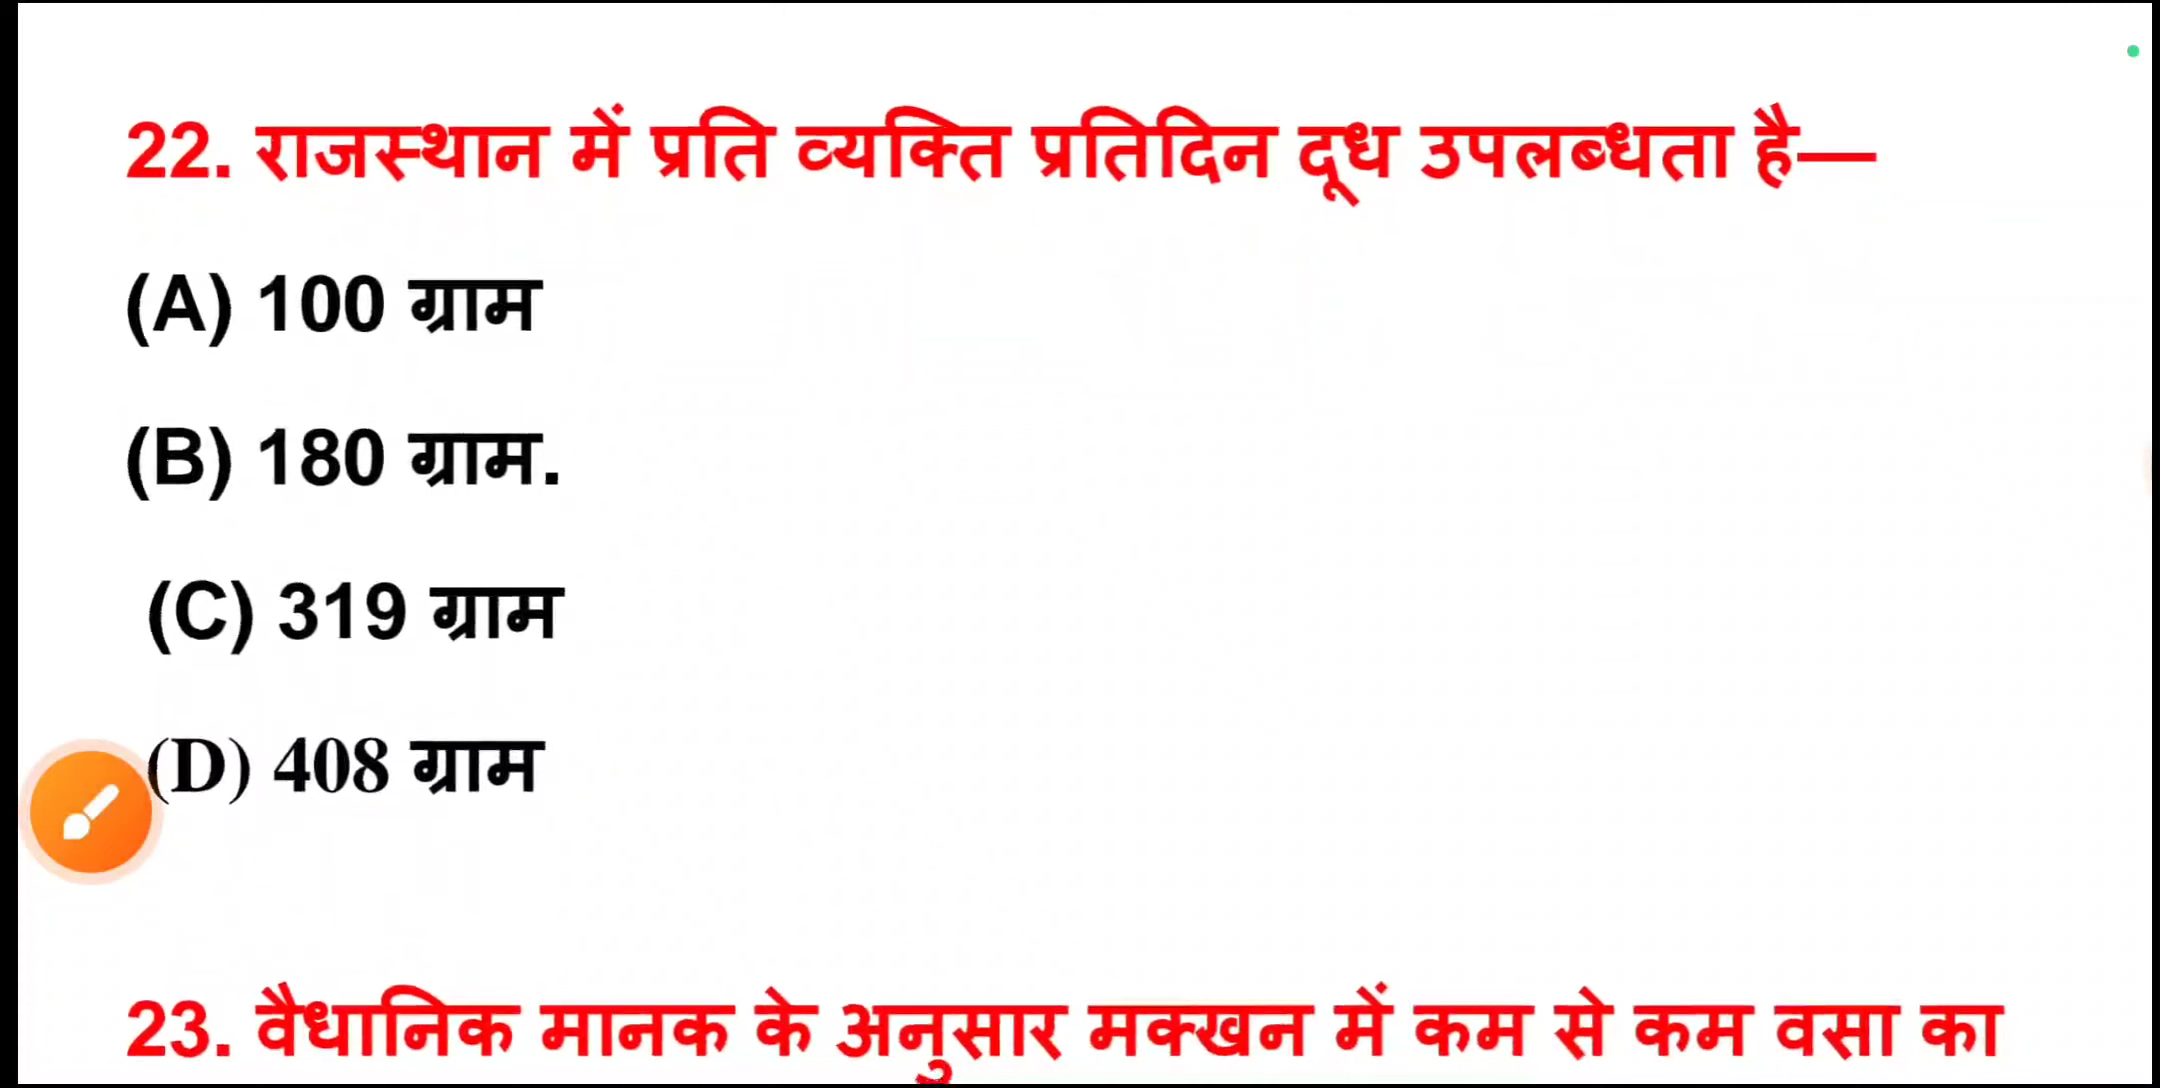 22. राजस्थान में प्रति व्यक्ति प्रतिदिन दूध उपलब्धता है—
(A) 100 ग्राम
(B) 180 ग्राम.
(C) 319 ग्राम
(D) 408 ग्राम
23. वैधानिक मानक के अनुसार मक्खन में कम से कम वसा का